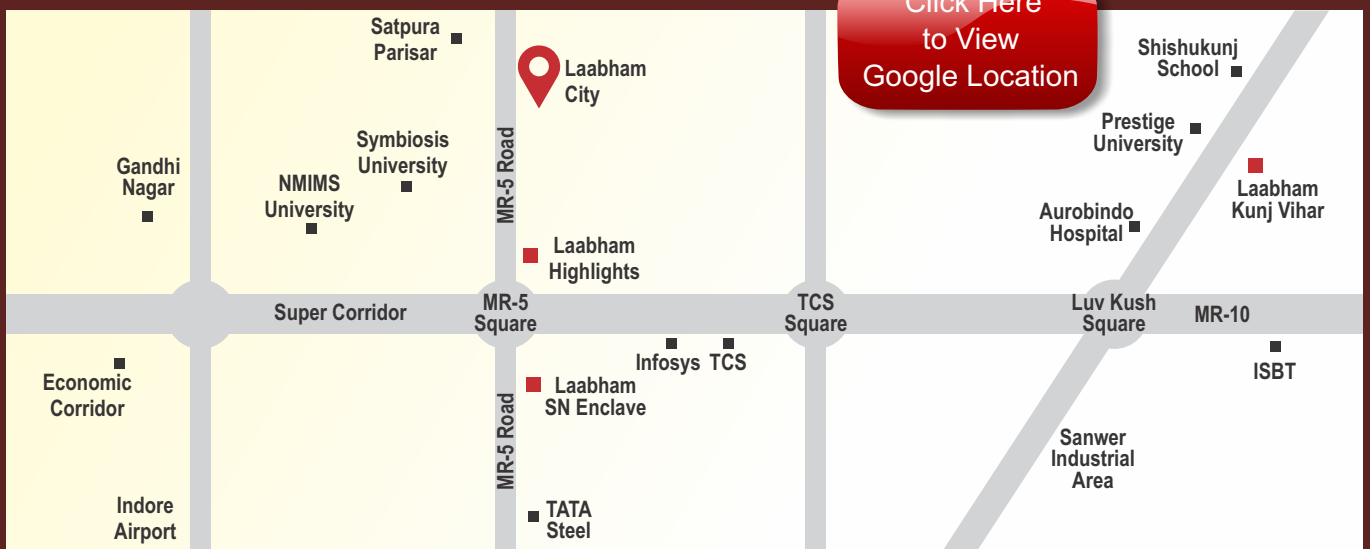 Click Here
to View
Google Location
Satpura
Parisar
Laabham
City
Shishukunj
School
Prestige
University
Symbiosis
University
MR-5 Road
Gandhi
Nagar
NMIMS
University
Laabham
Kunj Vihar
Aurobindo
Hospital
Laabham
Highlights
Super Corridor
MR-5
Square
TCS
Square
Luv Kush
Square
MR-10
Infosys
TCS
ISBT
Economic
Corridor
Laabham
SN Enclave
MR-5 Road
Sanwer
Industrial
Area
Indore
Airport
TATA
Steel